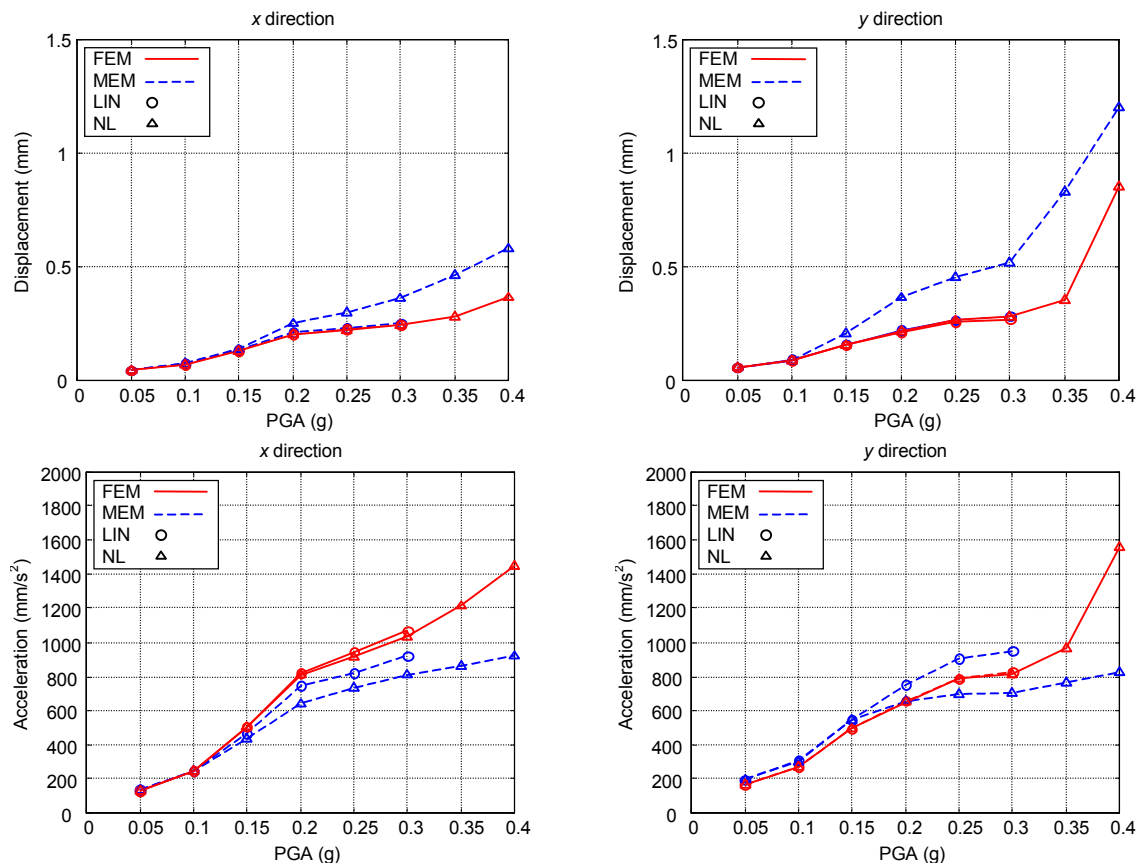 x direction
1.5
1
0.5
0
Displacement (mm)
FEM
MEM
LIN
NL
0.05 0.1 0.15 0.2 0.25 0.3 0.35 0.4
PGA (g)
y direction
1.5
1
0.5
0
Displacement (mm)
FEM
MEM
LIN
NL
0.05 0.1 0.15 0.2 0.25 0.3 0.35 0.4
PGA (g)
x direction
2000
1800
1600
1400
1200
1000
800
600
400
200
0
Acceleration (mm/s²)
FEM
MEM
LIN
NL
0 0.05 0.1 0.15 0.2 0.25 0.3 0.35 0.4
PGA (g)
y direction
2000
1800
1600
1400
1200
1000
800
600
400
200
0
Acceleration (mm/s²)
FEM
MEM
LIN
NL
0 0.05 0.1 0.15 0.2 0.25 0.3 0.35 0.4
PGA (g)